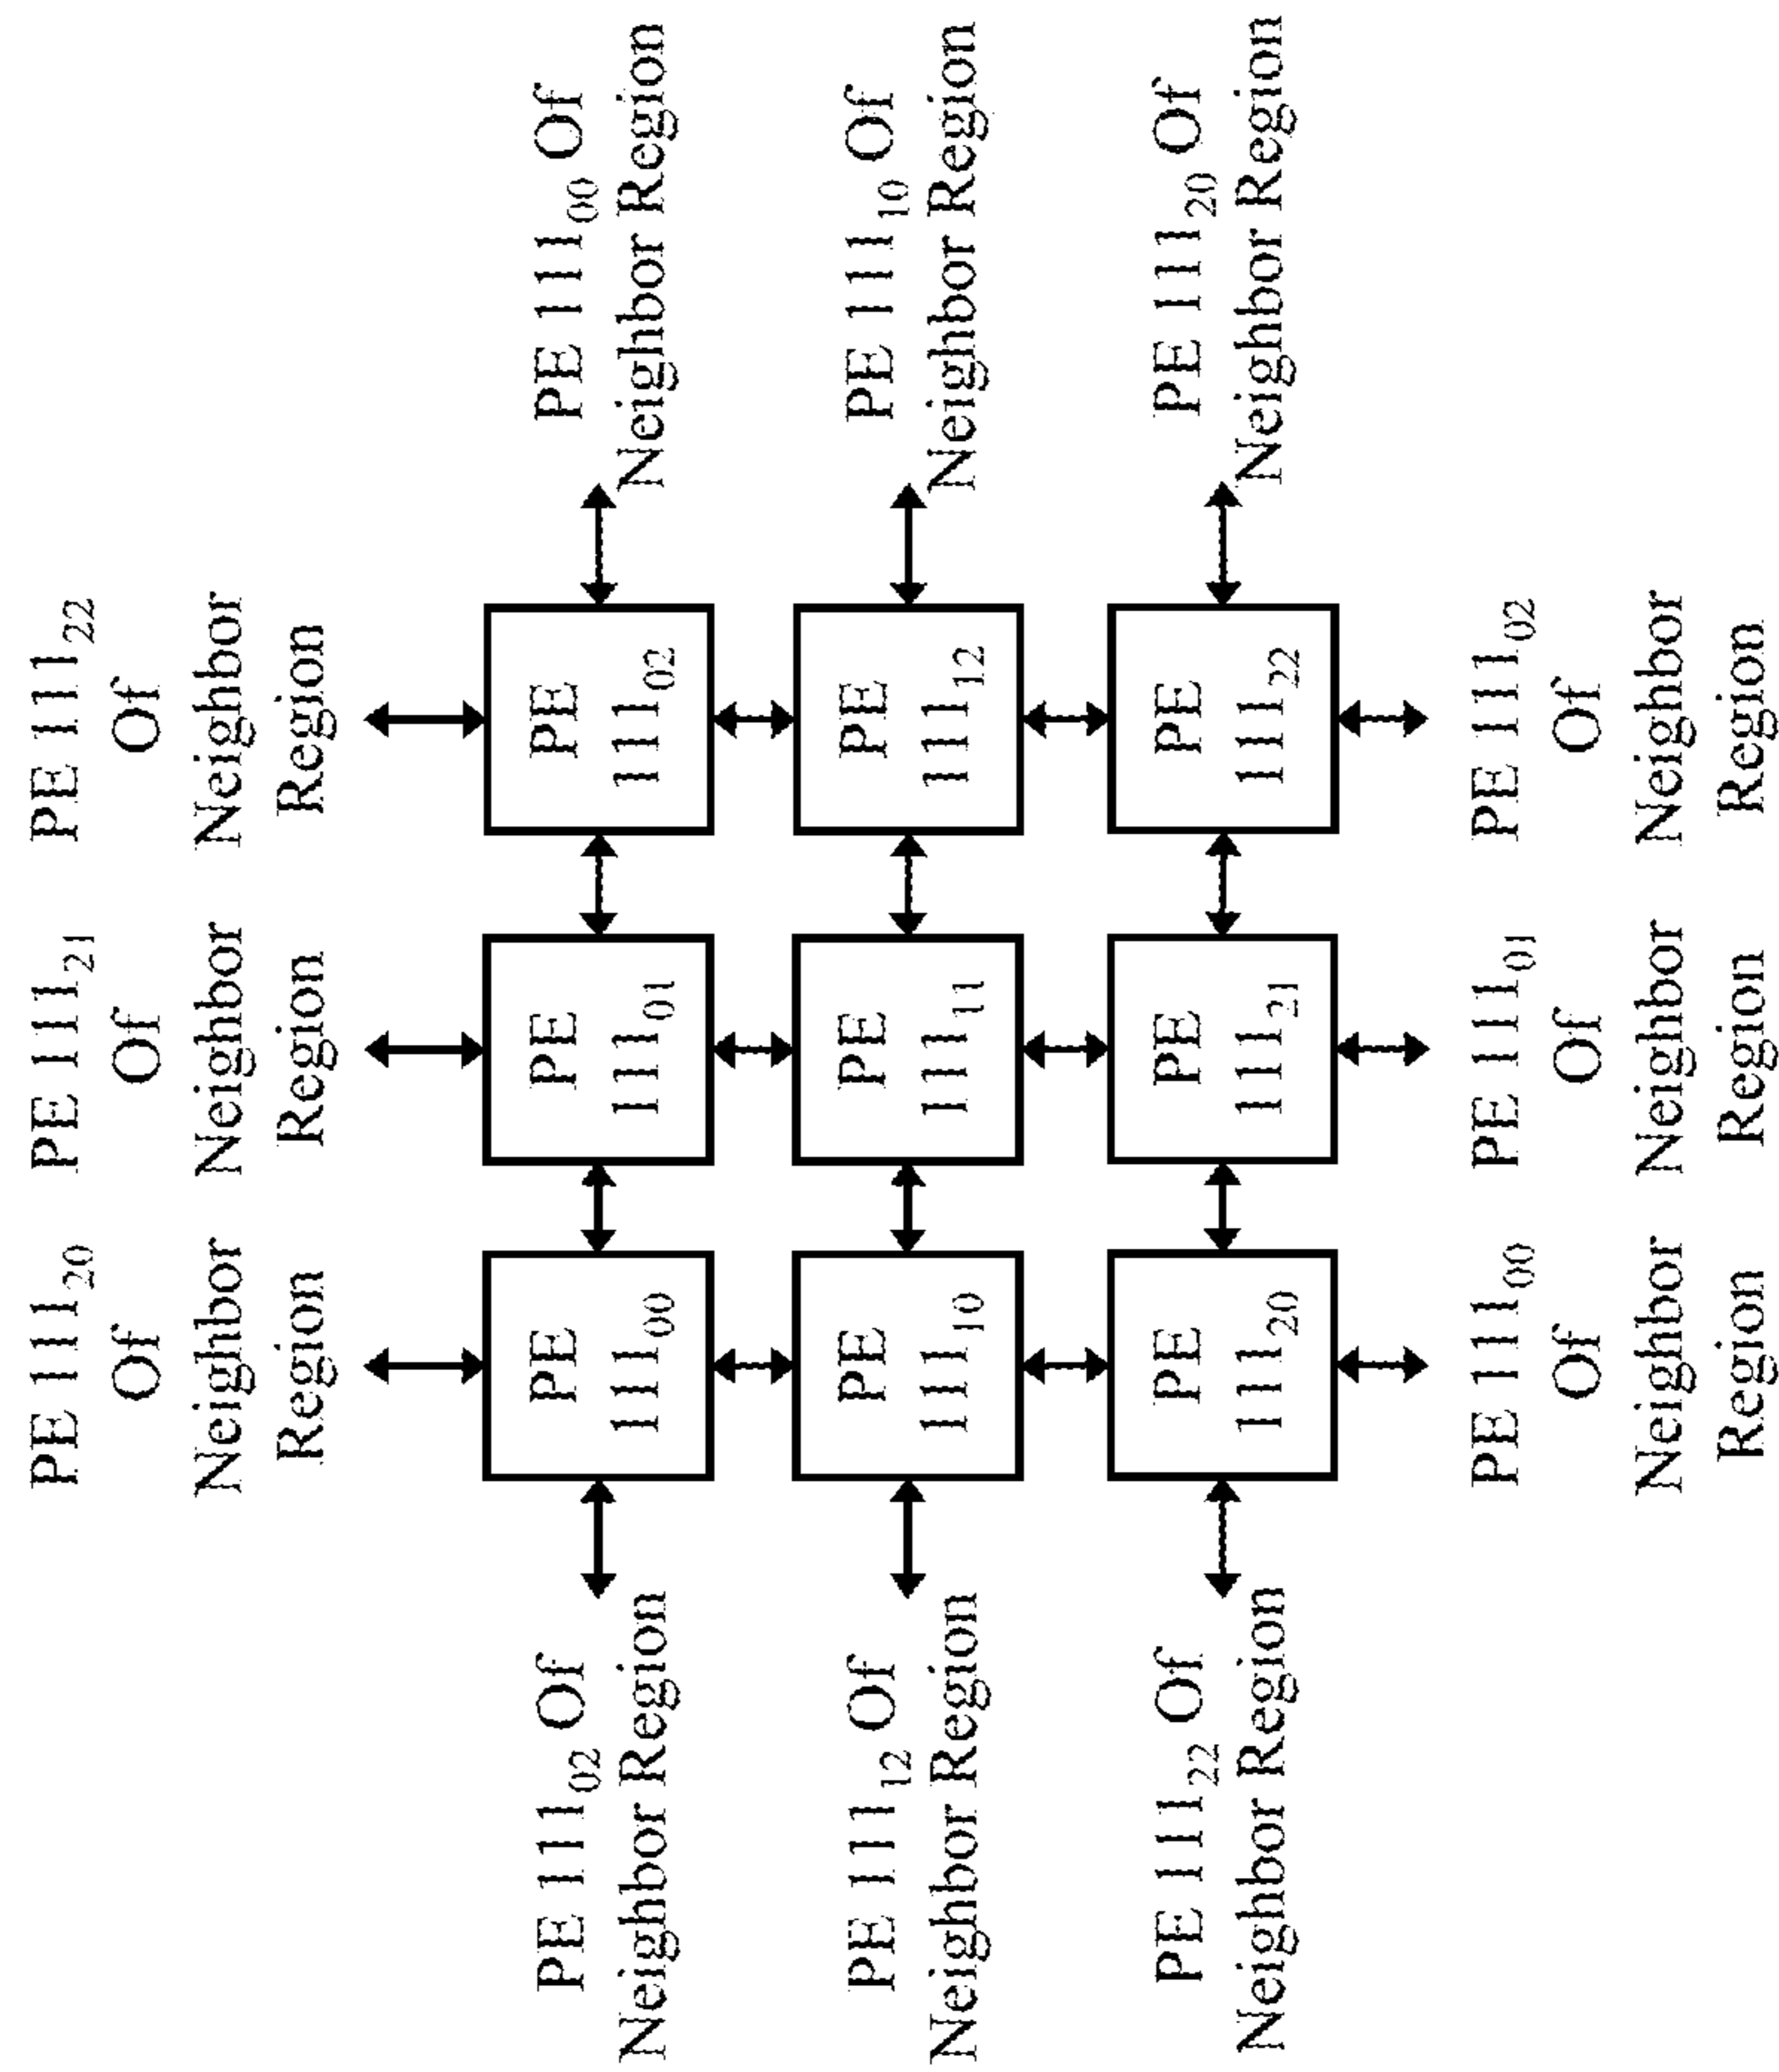 PE 111₂₀
Of
Neighbor
Region
PE 111₂₁
Of
Neighbor
Region
PE 111₂₂
Of
Neighbor
Region
PE 111₀₂ Of
Neighbor Region
PE
111₀₀
PE
111₀₁
PE
111₀₂
PE 111₀₀ Of
Neighbor Region
PE 111₁₂ Of
Neighbor Region
PE
111₁₀
PE
111₁₁
PE
111₁₂
PE 111₁₀ Of
Neighbor Region
PE 111₂₂ Of
Neighbor Region
PE
111₂₀
PE
111₂₁
PE
111₂₂
PE 111₂₀ Of
Neighbor Region
PE 111₀₀
Of
Neighbor
Region
PE 111₀₁
Of
Neighbor
Region
PE 111₀₂
Of
Neighbor
Region